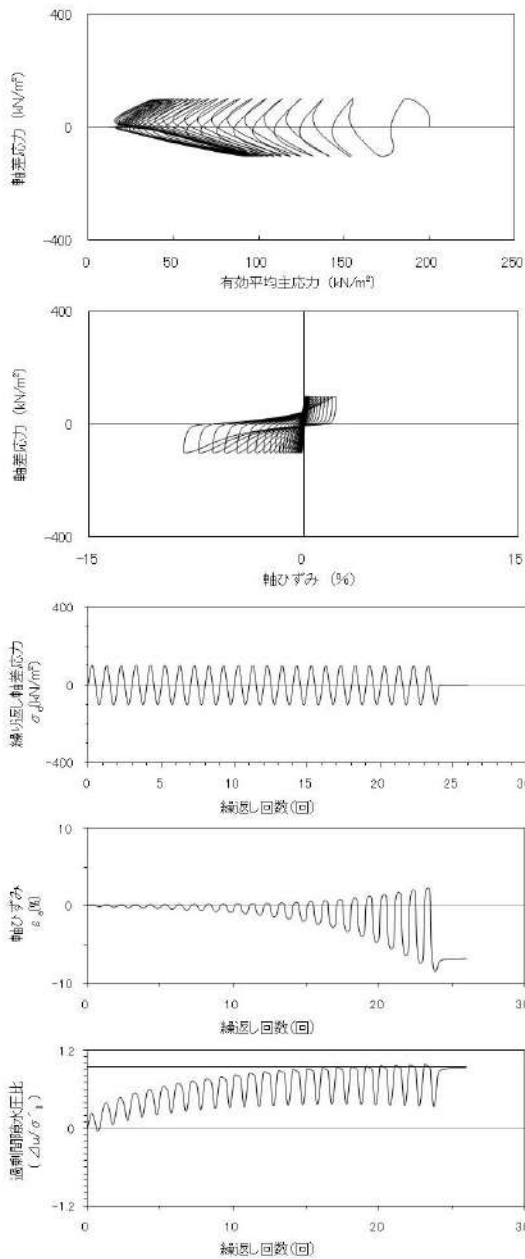 400
0
-400
軸差応力 (kN/m²)
0 50 100 150 200 250
有効平均主応力 (kN/m²)
400
0
-400
軸差応力 (kN/m²)
-15 0 15
軸ひずみ (%)
400
0
-400
繰り返し軸差応力
σd(kN/m²)
0 5 10 15 20 25 30
繰返し回数(回)
10
0
-10
軸ひずみ
εa(%)
0 10 20 30
繰返し回数(回)
1.2
0
-1.2
過剰間隙水圧比
0 10 20 30
繰返し回数(回)